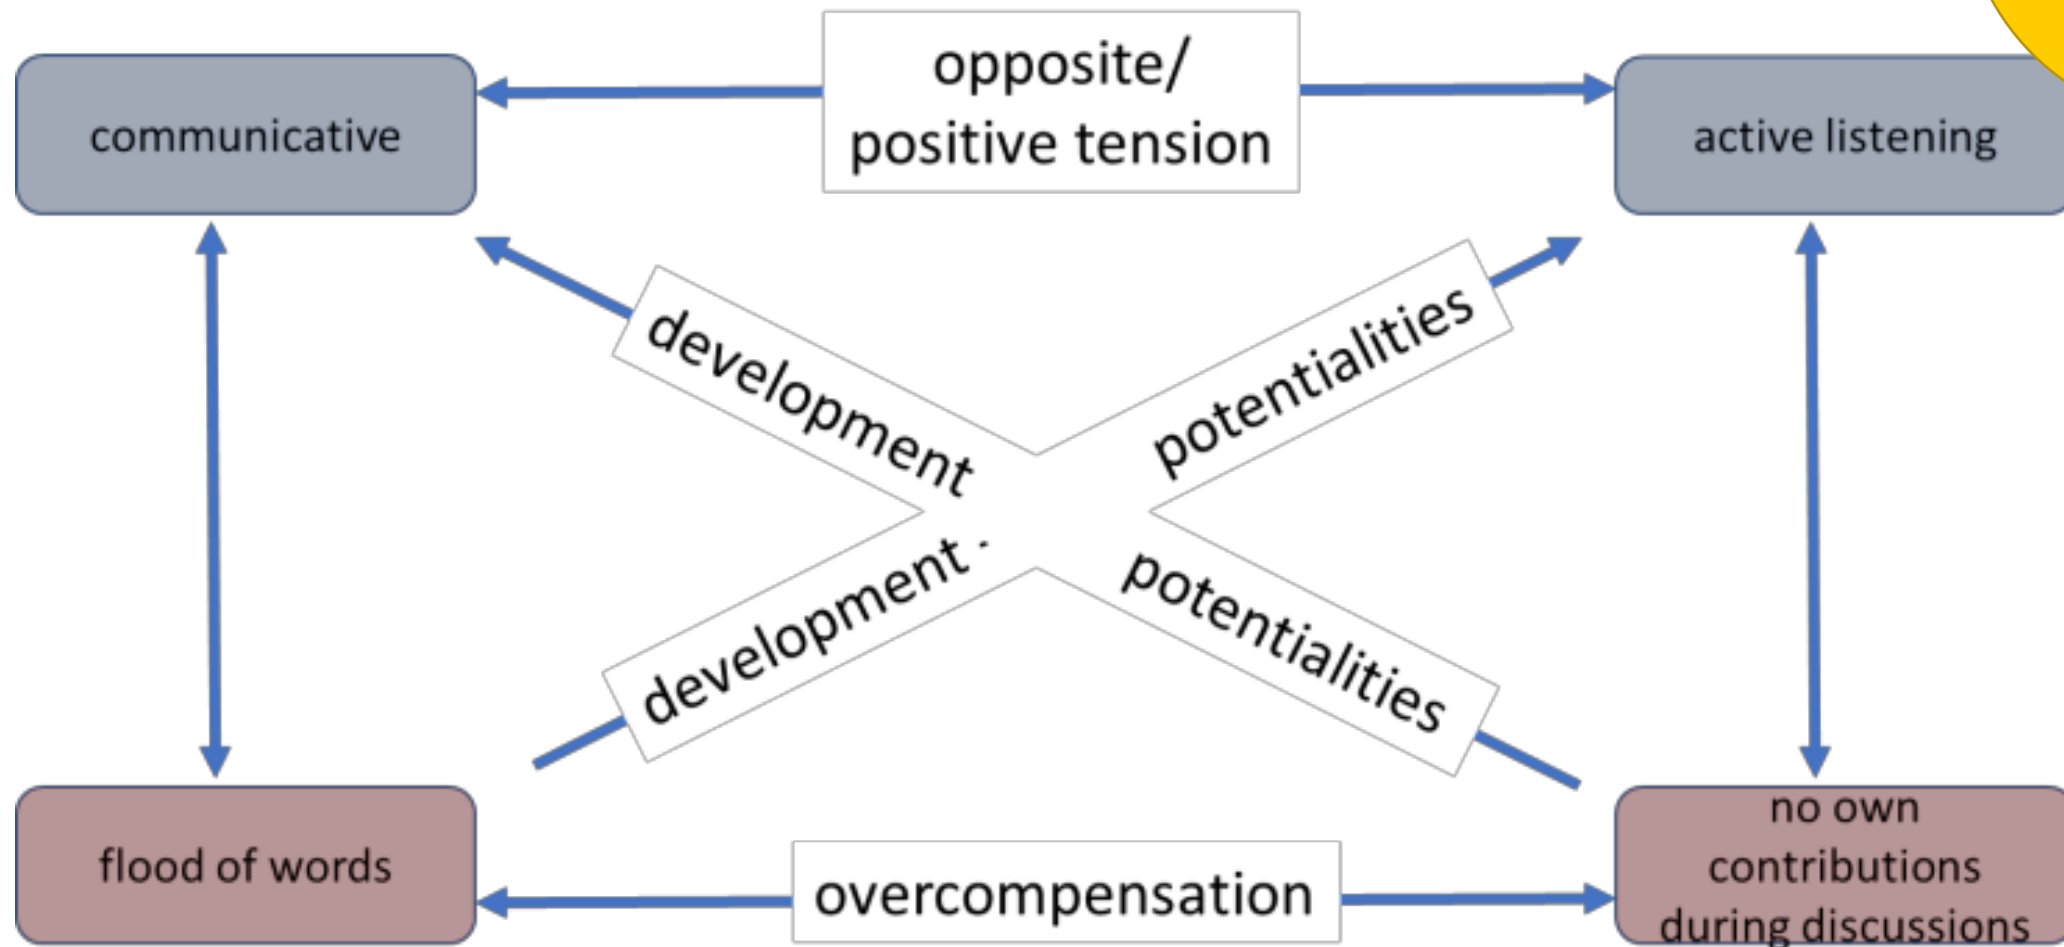 opposite/
positive tension
communicative
active listening
development
potentialities
development -
potentialities
flood of words
overcompensation
no own
contributions
during discussions